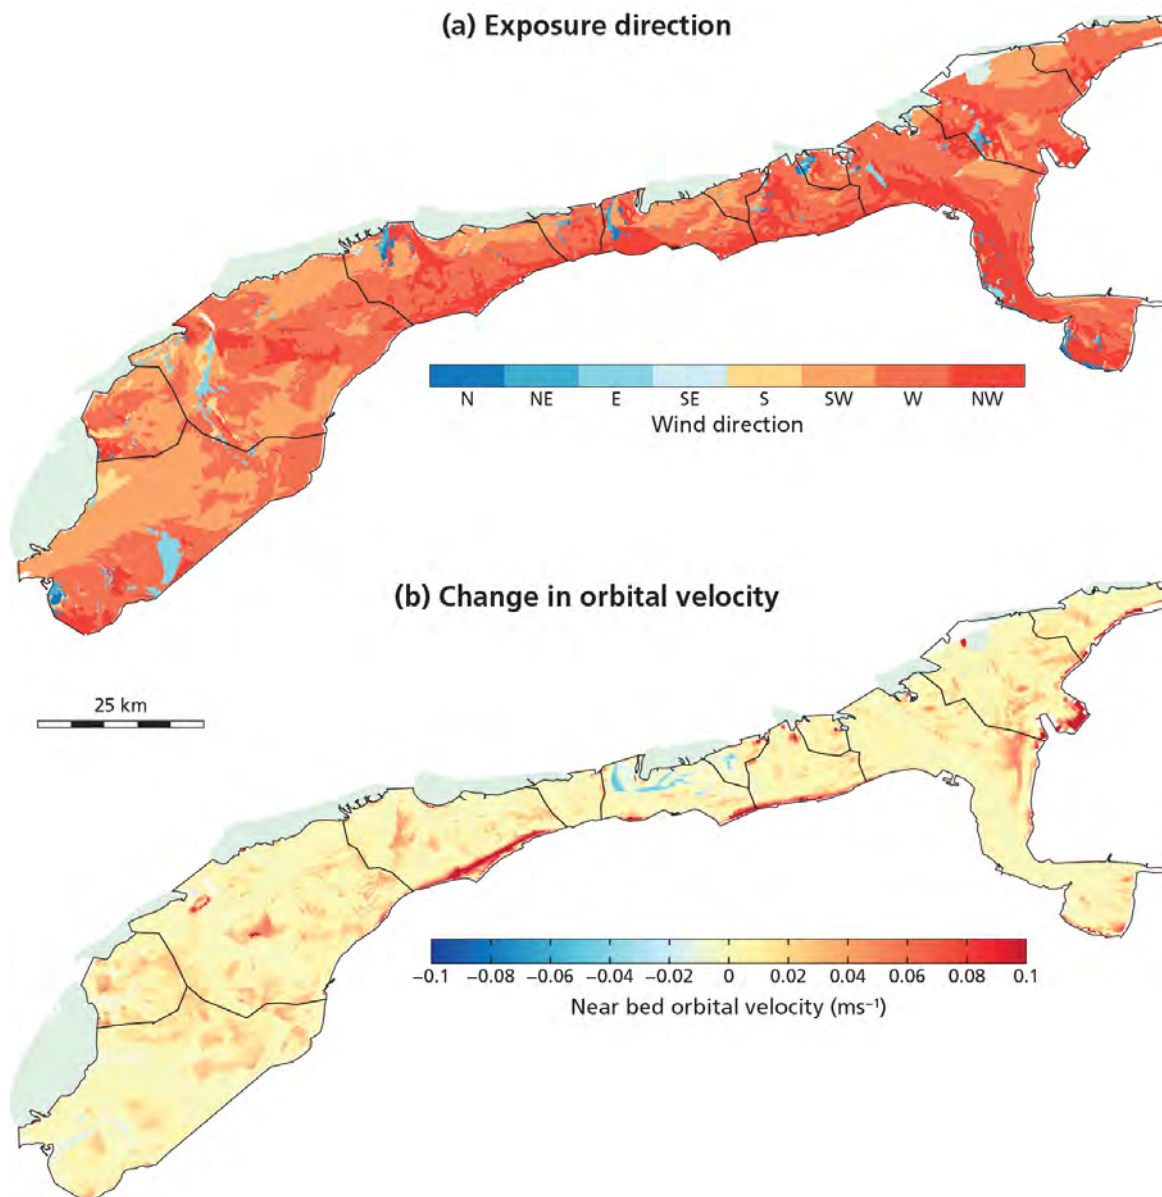 (a) Exposure direction
N NE E SE S SW W NW
Wind direction
(b) Change in orbital velocity
25 km
−0.1 −0.08 −0.06 −0.04 −0.02 0 0.02 0.04 0.06 0.08 0.1
Near bed orbital velocity (ms⁻¹)